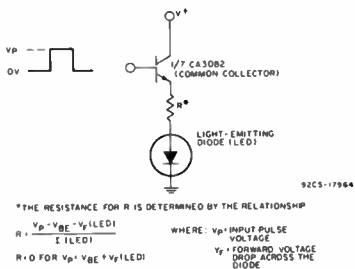 V+
VP
OV
1/7 CA3082
(COMMON COLLECTOR)
R*
LIGHT-EMITTING
DIODE (LED)
92CS-17964
*THE RESISTANCE FOR R IS DETERMINED BY THE RELATIONSHIP
R = VP - VBE - VF(LED)
I (LED)
R = O FOR VP = VBE + VF(LED)
WHERE: VP = INPUT PULSE
VOLTAGE
VF = FORWARD VOLTAGE
DROP ACROSS THE
DIODE